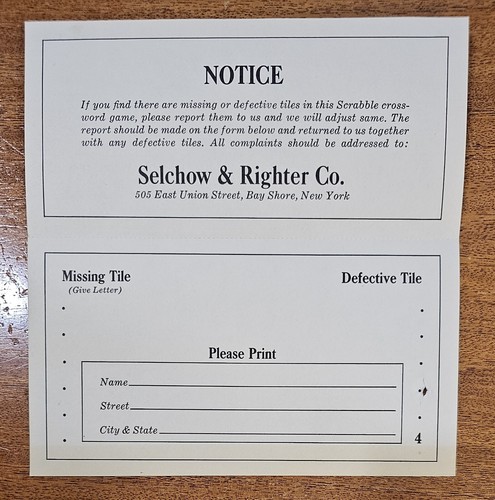 NOTICE
If you find there are missing or defective tiles in this Scrabble cross-
word game, please report them to us and we will adjust same. The
report should be made on the form below and returned to us together
with any defective tiles. All complaints should be addressed to:
Selchow & Righter Co.
505 East Union Street, Bay Shore, New York
Missing Tile
Defective Tile
(Give Letter)
Please Print
Name
Street
City & State
4